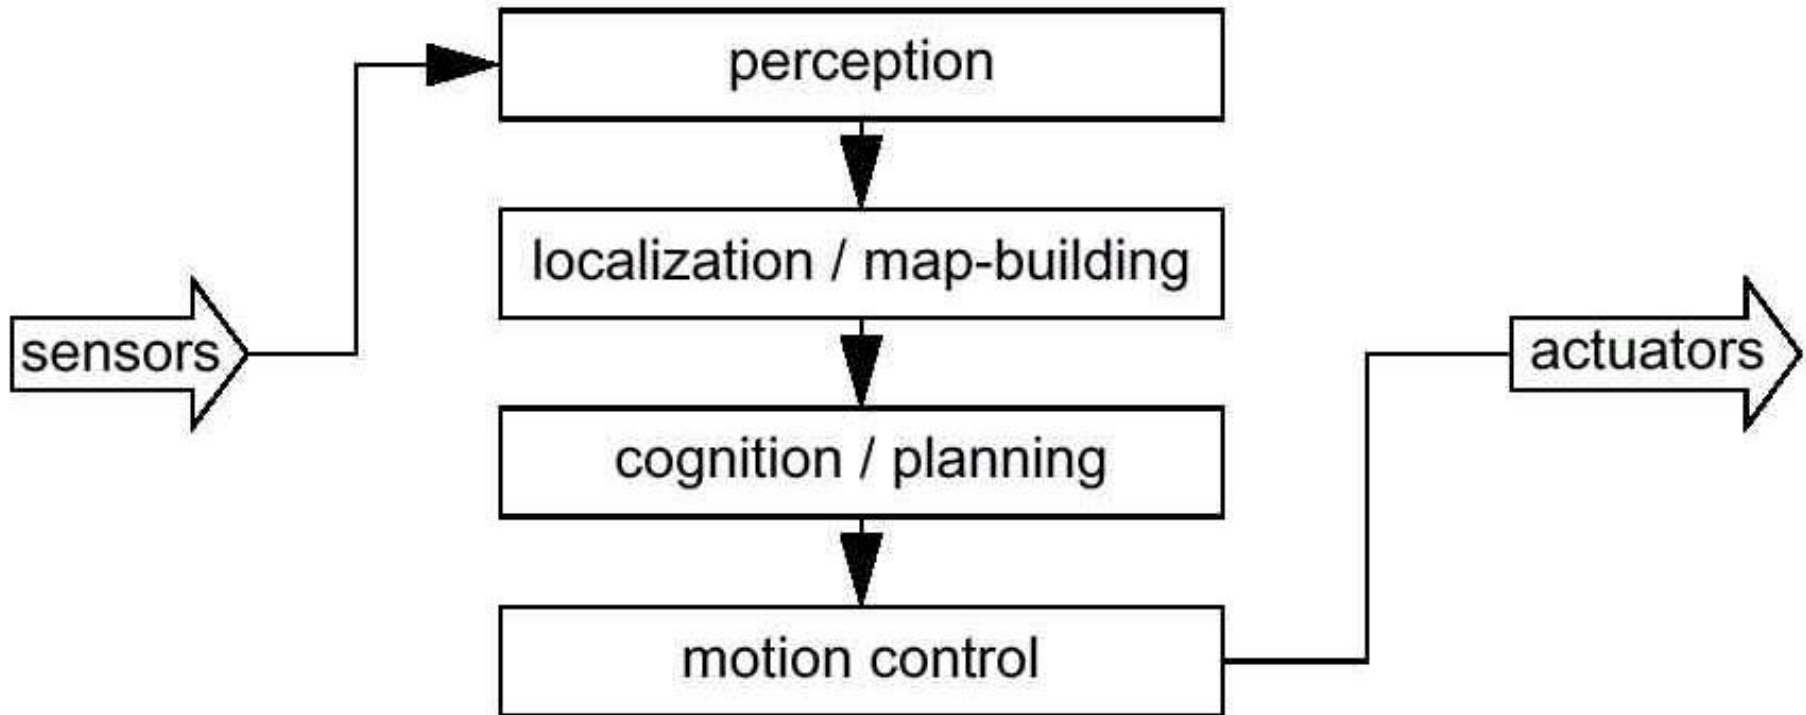 perception
localization / map-building
sensors
actuators
cognition / planning
motion control